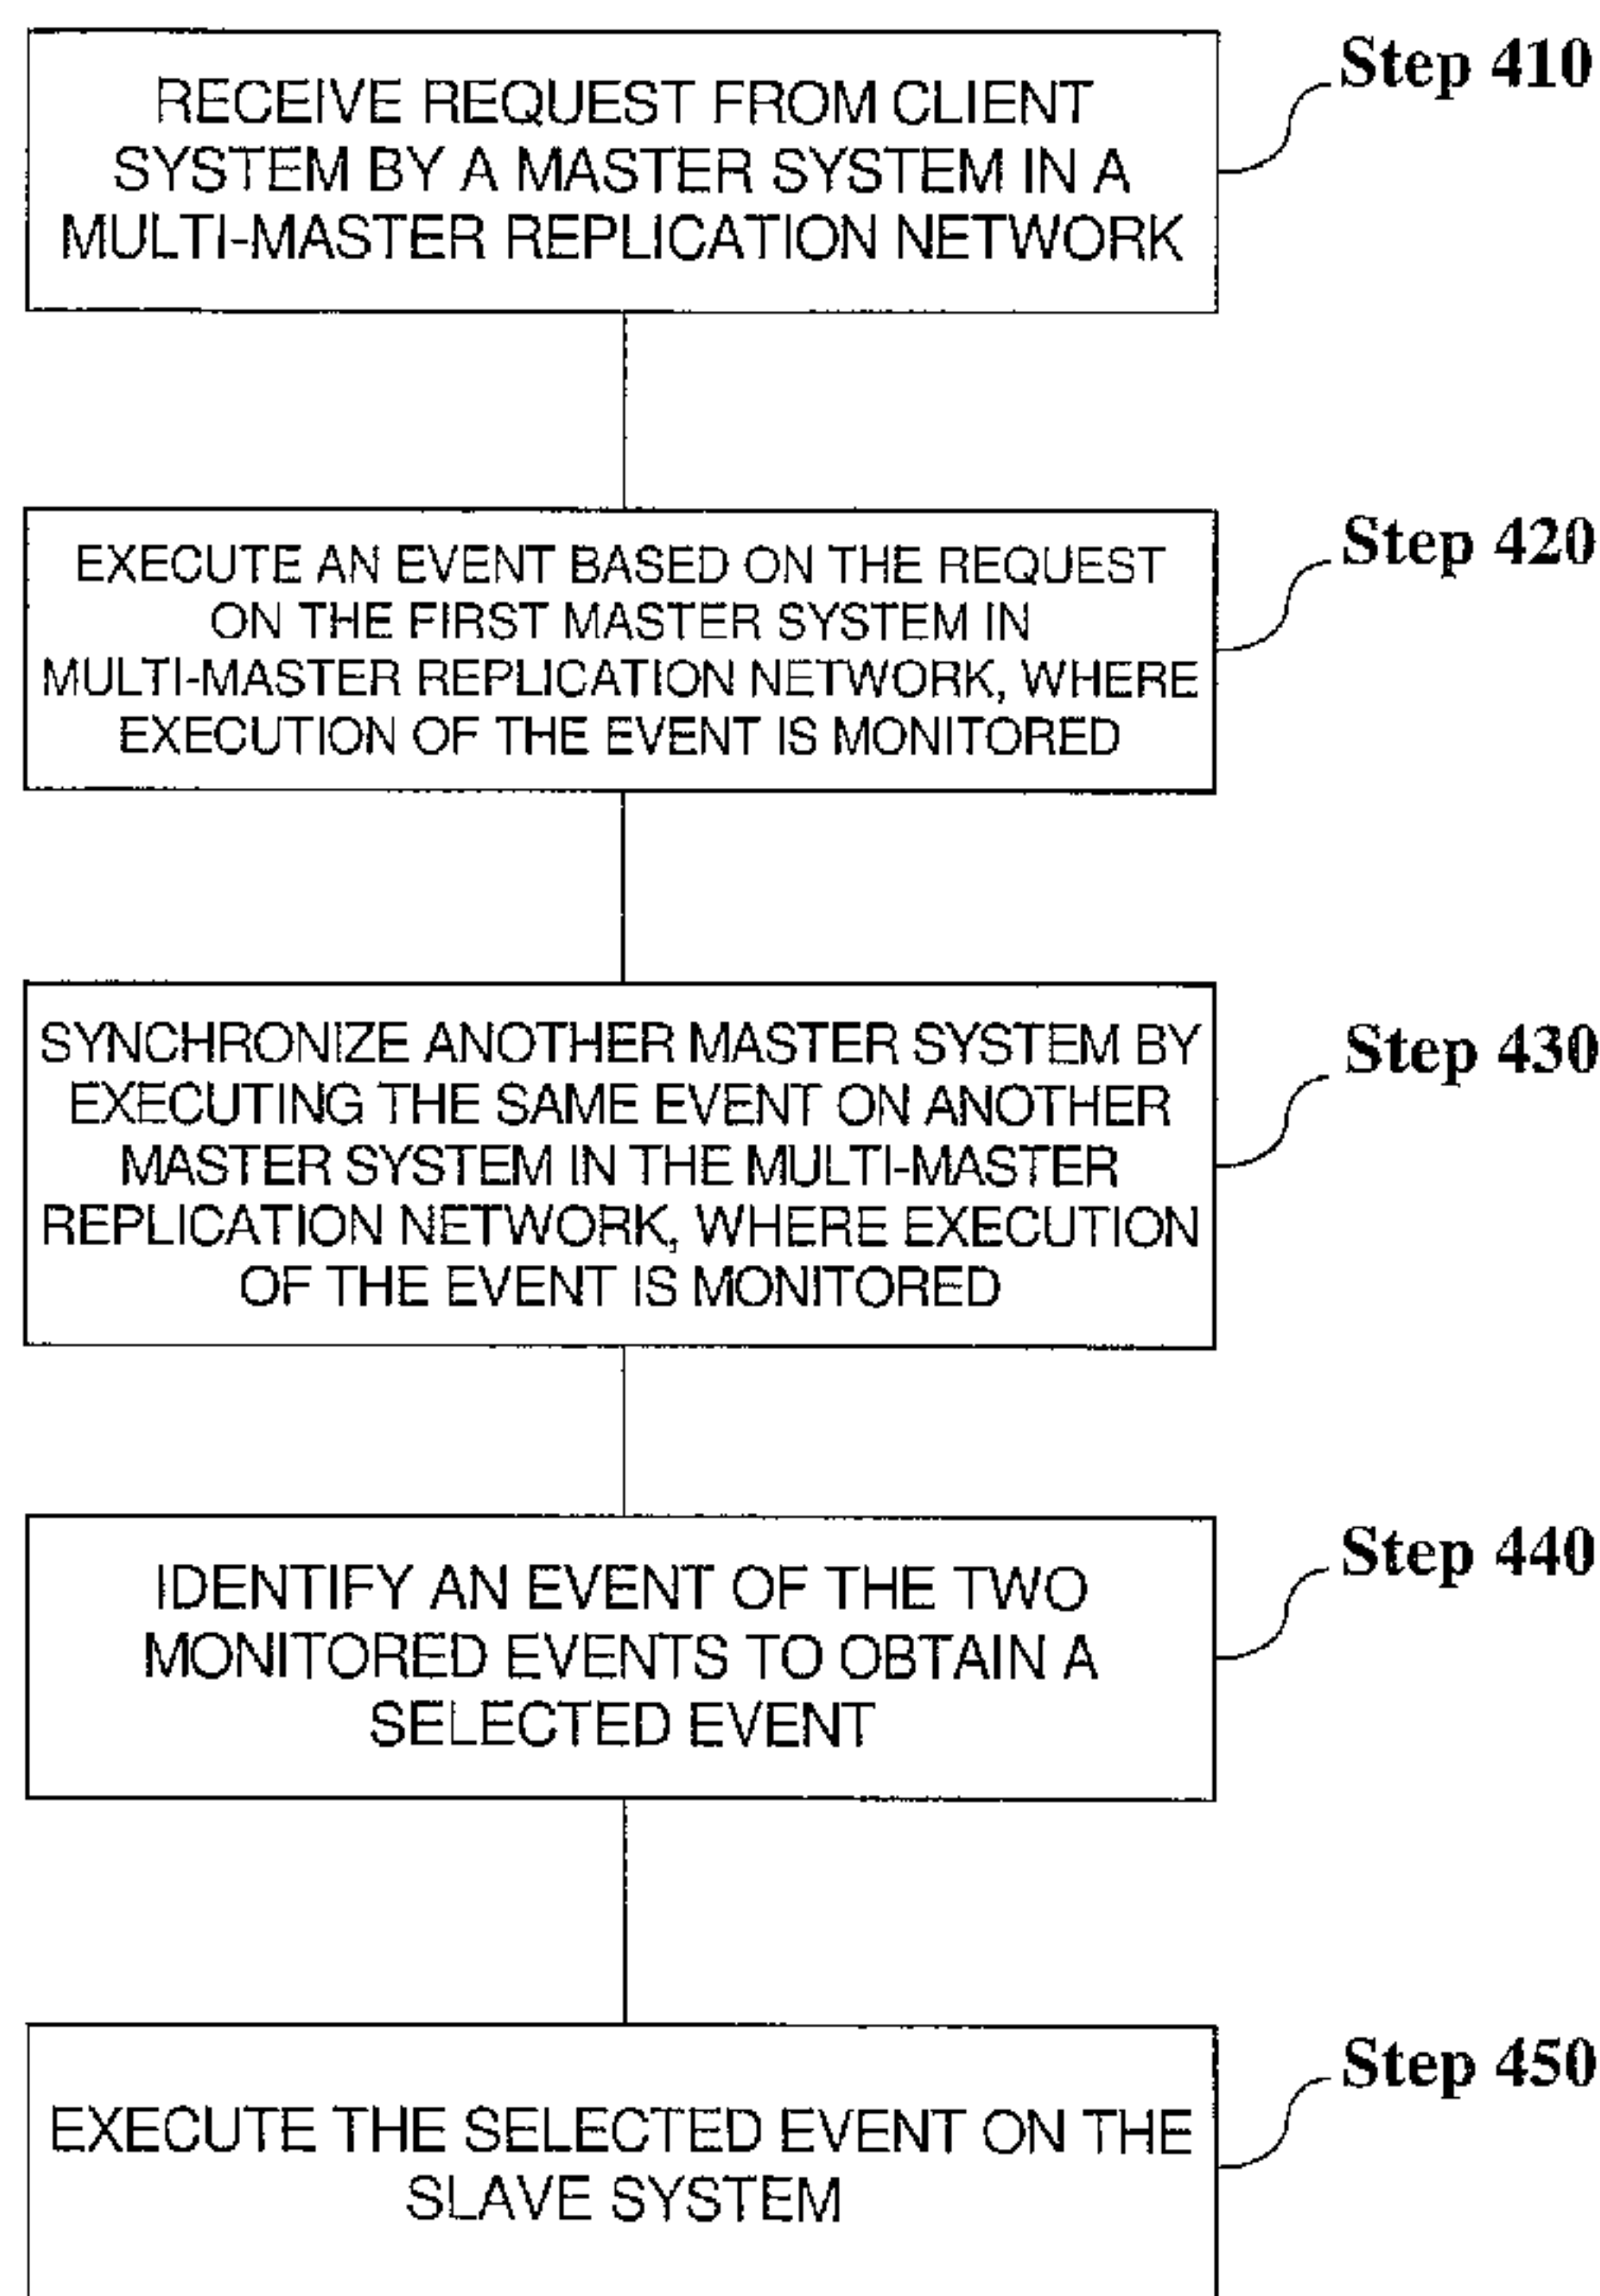 Step 410
RECEIVE REQUEST FROM CLIENT
SYSTEM BY A MASTER SYSTEM IN A
MULTI-MASTER REPLICATION NETWORK
Step 420
EXECUTE AN EVENT BASED ON THE REQUEST
ON THE FIRST MASTER SYSTEM IN
MULTI-MASTER REPLICATION NETWORK, WHERE
EXECUTION OF THE EVENT IS MONITORED
Step 430
SYNCHRONIZE ANOTHER MASTER SYSTEM BY
EXECUTING THE SAME EVENT ON ANOTHER
MASTER SYSTEM IN THE MULTI-MASTER
REPLICATION NETWORK, WHERE EXECUTION
OF THE EVENT IS MONITORED
Step 440
IDENTIFY AN EVENT OF THE TWO
MONITORED EVENTS TO OBTAIN A
SELECTED EVENT
Step 450
EXECUTE THE SELECTED EVENT ON THE
SLAVE SYSTEM